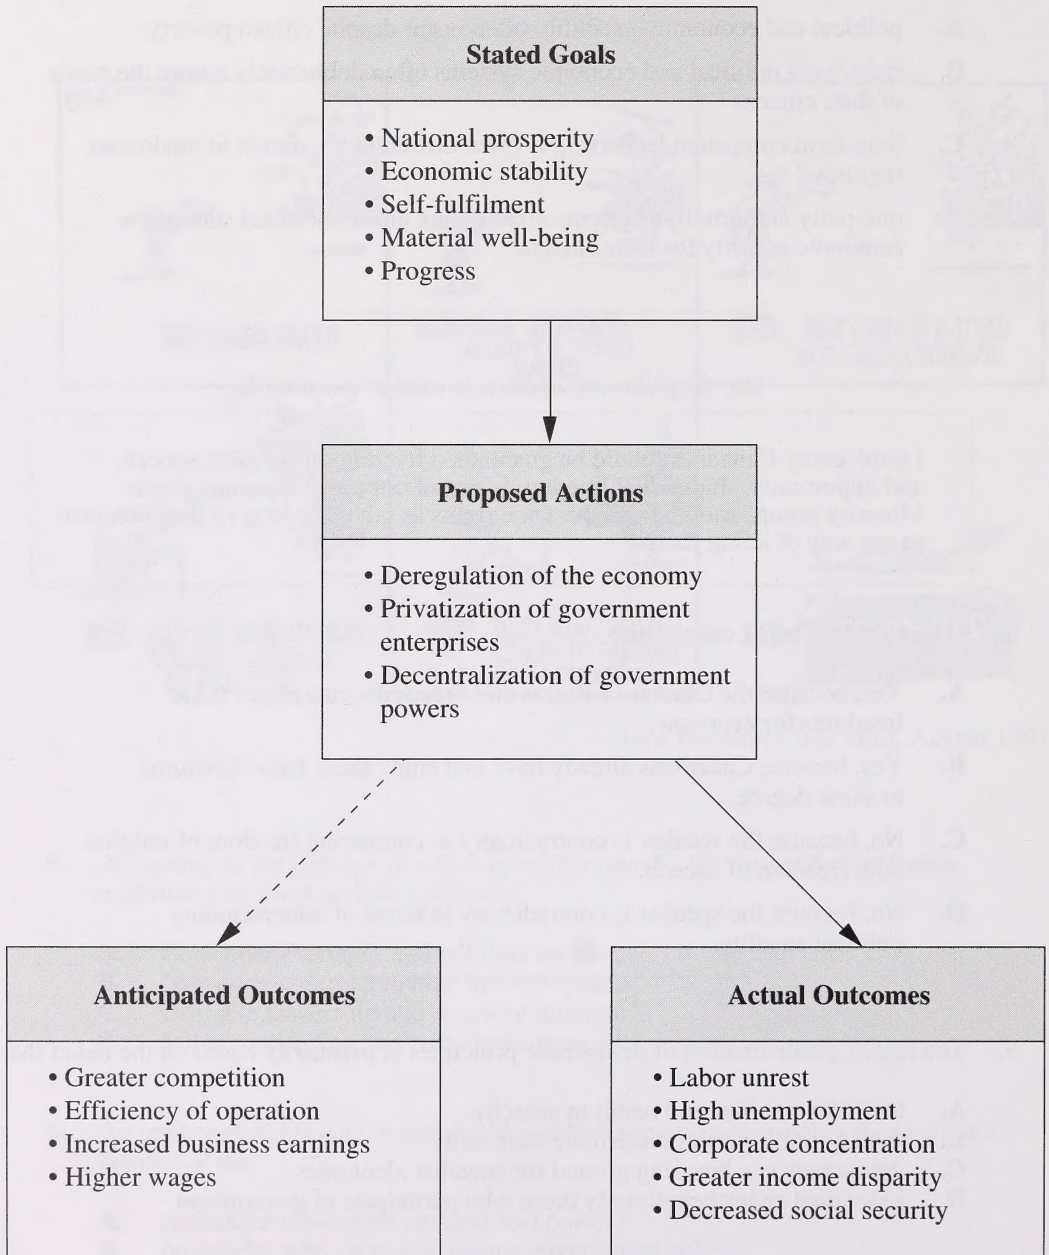 Stated Goals
• National prosperity
• Economic stability
• Self-fulfilment
• Material well-being
• Progress
Proposed Actions
• Deregulation of the economy
• Privatization of government
enterprises
• Decentralization of government
powers
Anticipated Outcomes
• Greater competition
• Efficiency of operation
• Increased business earnings
• Higher wages
Actual Outcomes
• Labor unrest
• High unemployment
• Corporate concentration
• Greater income disparity
• Decreased social security